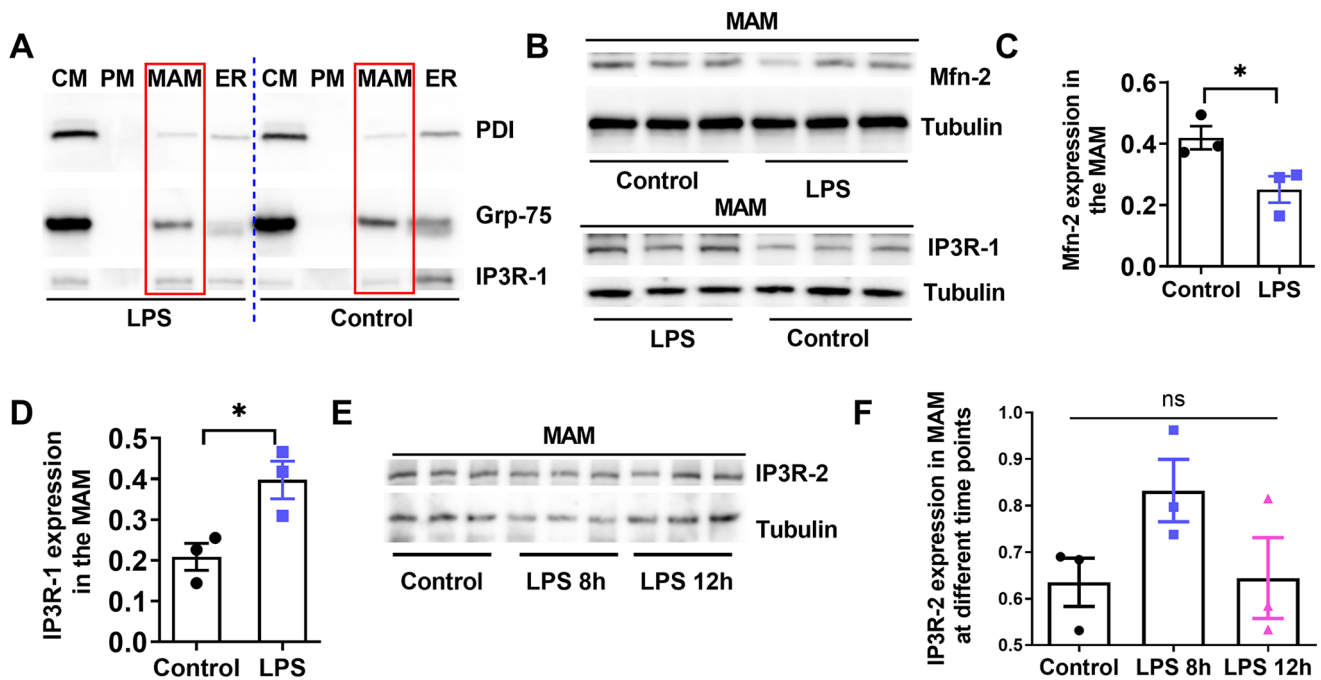 A
CM PM MAM ER CM PM MAM ER
PDI
Grp-75
IP3R-1
LPS Control
B
MAM
Mfn-2
Tubulin
Control LPS
MAM
IP3R-1
Tubulin
LPS Control
C
Mfn-2 expression in
the MAM
0.6
0.4
0.2
0.0
*
Control LPS
D
IP3R-1 expression
in the MAM
0.5
0.4
0.3
0.2
0.1
0.0
*
Control LPS
E
MAM
IP3R-2
Tubulin
Control LPS 8h LPS 12h
F
IP3R-2 expression in MAM
at different time points
1.0
0.9
0.8
0.7
0.6
0.5
ns
Control LPS 8h LPS 12h